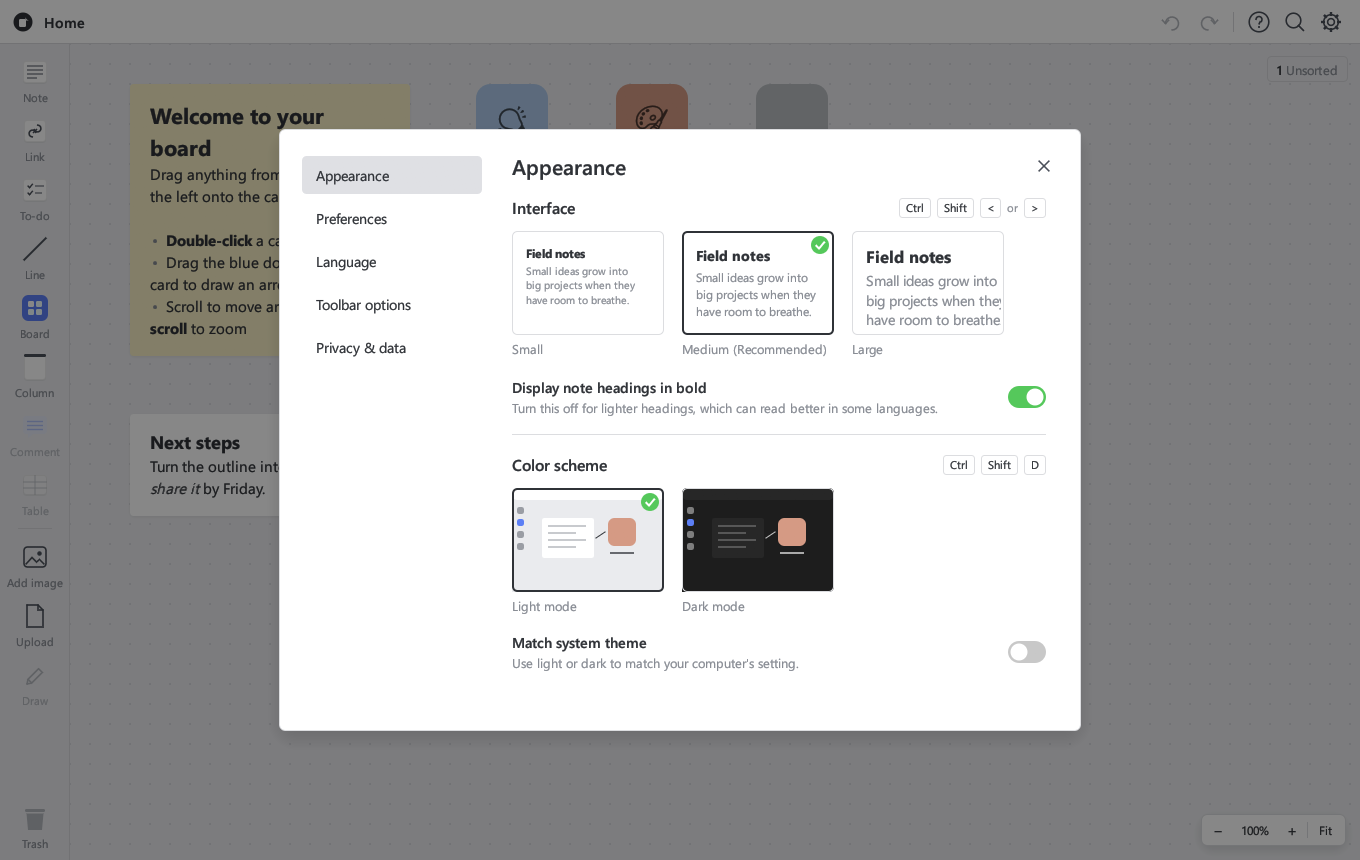 Home
1 Unsorted
Note
Link
To-do
Line
Board
Column
Comment
Table
Add image
Upload
Draw
Trash
Welcome to your
board
Drag anything from
the left onto the ca
• Double-click a ca
• Drag the blue do
card to draw an arr
• Scroll to move ar
scroll to zoom
Next steps
Turn the outline int
share it by Friday.
Appearance
Preferences
Language
Toolbar options
Privacy & data
Appearance
Interface
Ctrl Shift < or >
Field notes
Small ideas grow into
big projects when they
have room to breathe.
Small
Field notes
Small ideas grow into
big projects when they
have room to breathe.
Medium (Recommended)
Field notes
Small ideas grow into
big projects when they
have room to breathe
Large
Display note headings in bold
Turn this off for lighter headings, which can read better in some languages.
Color scheme
Ctrl Shift D
Light mode
Dark mode
Match system theme
Use light or dark to match your computer's setting.
− 100% + Fit